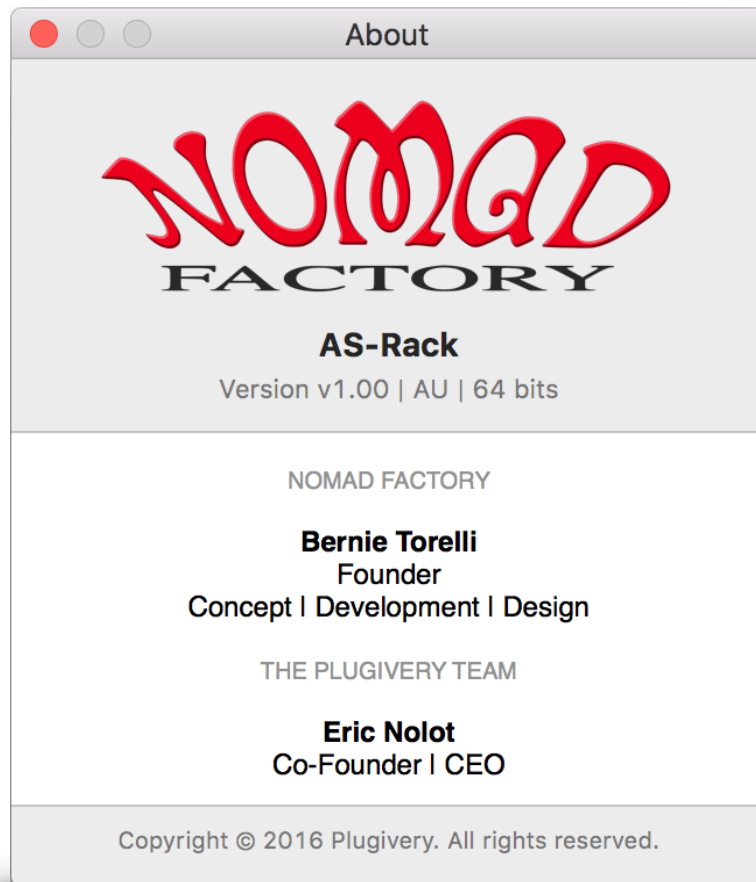 About
NOMAD
FACTORY
AS-Rack
Version v1.00 | AU | 64 bits
NOMAD FACTORY
Bernie Torelli
Founder
Concept | Development | Design
THE PLUGIVERY TEAM
Eric Nolot
Co-Founder | CEO
Copyright © 2016 Plugivery. All rights reserved.